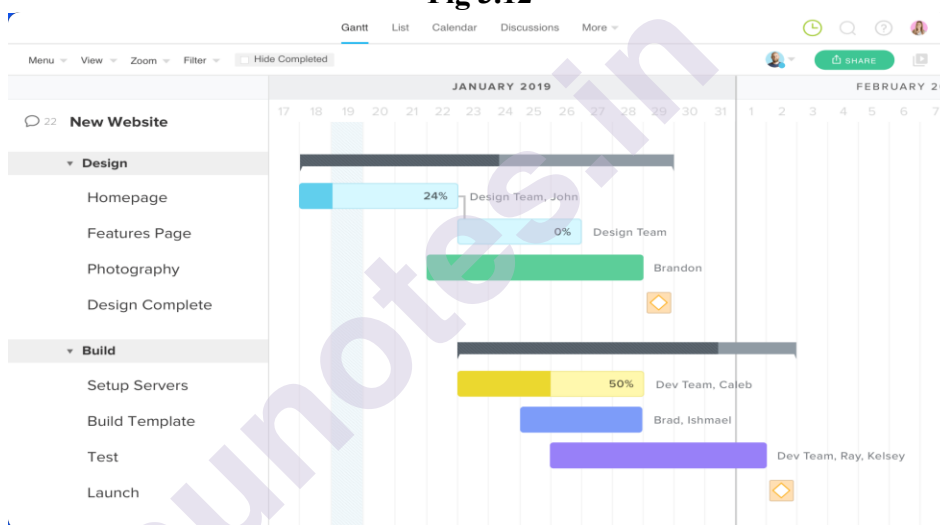 Fig 3.12
Gantt List Calendar Discussions More
Menu View Zoom Filter Hide Completed SHARE
JANUARY 2019 FEBRUARY 2
17 18 19 20 21 22 23 24 25 26 27 28 29 30 31 1 2 3 4 5 6 7
22 New Website
Design
Homepage 24% Design Team, John
Features Page 0% Design Team
Photography Brandon
Design Complete
Build
Setup Servers 50% Dev Team, Caleb
Build Template Brad, Ishmael
Test Dev Team, Ray, Kelsey
Launch
munotes.in